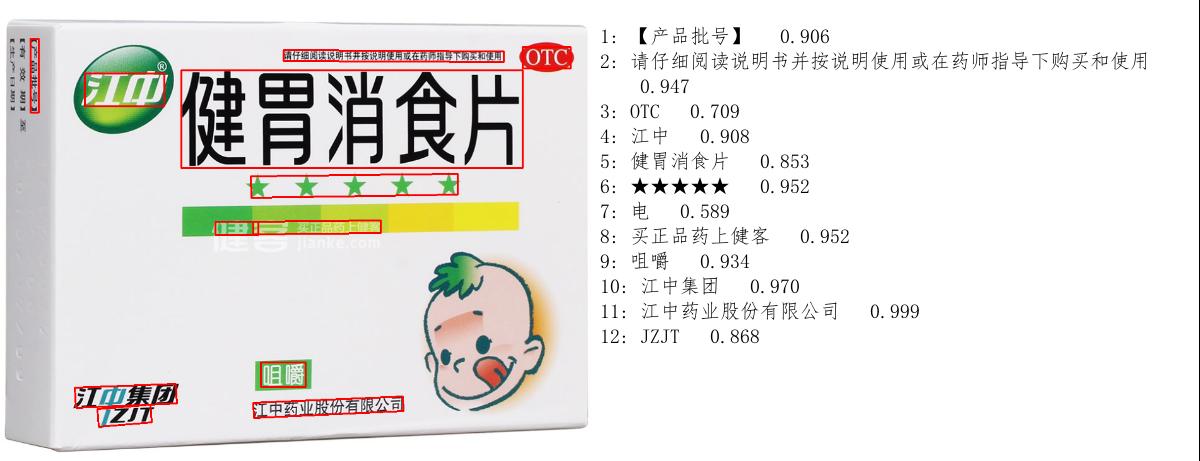 【产品批号】
【有效期】至
【生产日期】
江中®
请仔细阅读说明书并按说明使用或在药师指导下购买和使用
OTC
健胃消食片
★★★★★
健客 买正品药上健客
jianke.com
咀嚼
江中集团
JZJT
江中药业股份有限公司
1: 【产品批号】 0.906
2: 请仔细阅读说明书并按说明使用或在药师指导下购买和使用
0.947
3: OTC 0.709
4: 江中 0.908
5: 健胃消食片 0.853
6: ★★★★★ 0.952
7: 电 0.589
8: 买正品药上健客 0.952
9: 咀嚼 0.934
10: 江中集团 0.970
11: 江中药业股份有限公司 0.999
12: JZJT 0.868